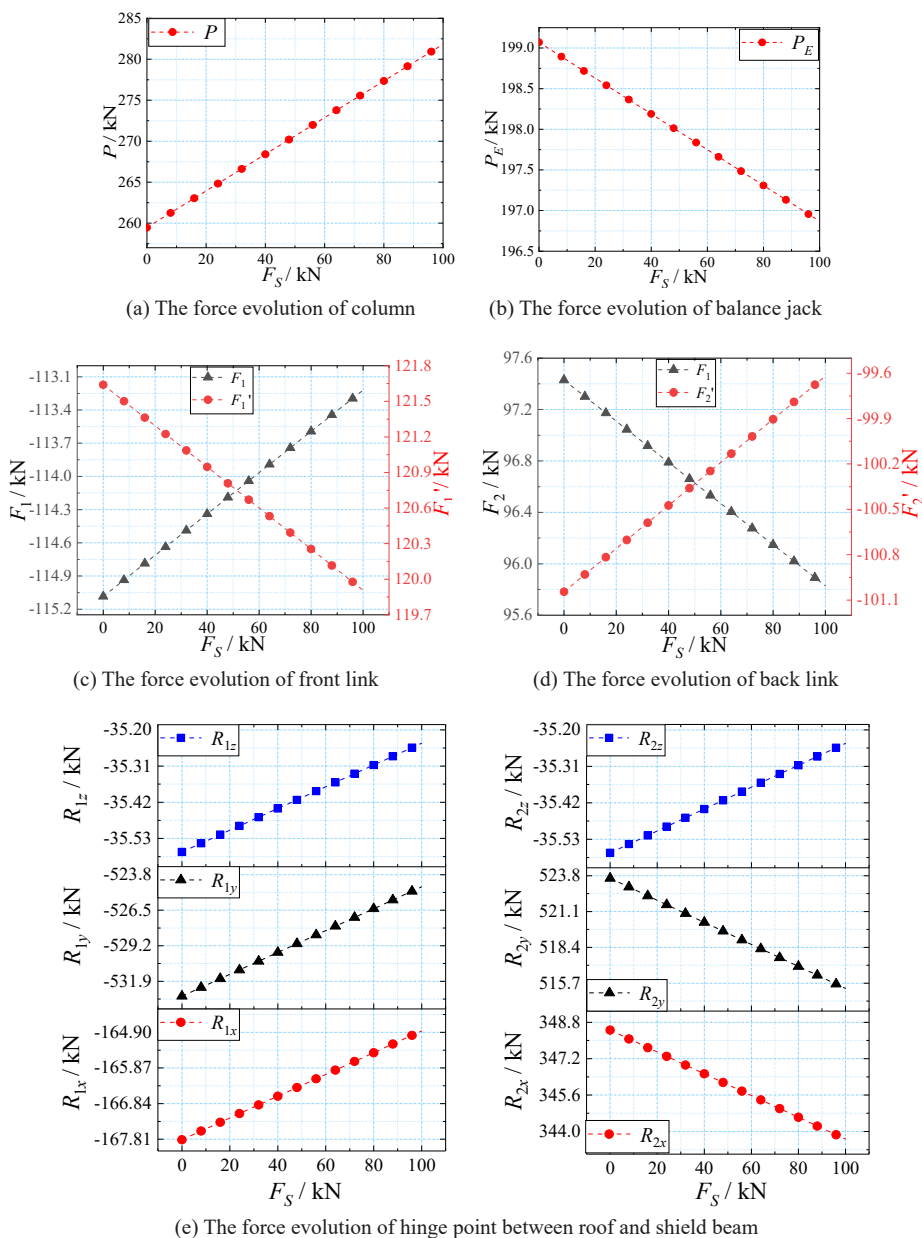 285
280
275
270
265
260
P / kN
P
0 20 40 60 80 100
F_S / kN
(a) The force evolution of column
199.0
198.5
198.0
197.5
197.0
196.5
P_E / kN
P_E
0 20 40 60 80 100
F_S / kN
(b) The force evolution of balance jack
-113.1
-113.4
-113.7
-114.0
-114.3
-114.6
-114.9
-115.2
F_1 / kN
F_1
F_1'
121.8
121.5
121.2
120.9
120.6
120.3
120.0
119.7
F_1' / kN
0 20 40 60 80 100
F_S / kN
(c) The force evolution of front link
97.6
97.2
96.8
96.4
96.0
95.6
F_2 / kN
F_1
F_2'
-99.6
-99.9
-100.2
-100.5
-100.8
-101.1
F_2' / kN
0 20 40 60 80 100
F_S / kN
(d) The force evolution of back link
-35.20
-35.31
-35.42
-35.53
R_1z / kN
R_1z
-523.8
-526.5
-529.2
-531.9
R_1y / kN
R_1y
-164.90
-165.87
-166.84
-167.81
R_1x / kN
R_1x
0 20 40 60 80 100
F_S / kN
-35.20
-35.31
-35.42
-35.53
R_2z / kN
R_2z
523.8
521.1
518.4
515.7
R_2y / kN
R_2y
348.8
347.2
345.6
344.0
R_2x / kN
R_2x
0 20 40 60 80 100
F_S / kN
(e) The force evolution of hinge point between roof and shield beam